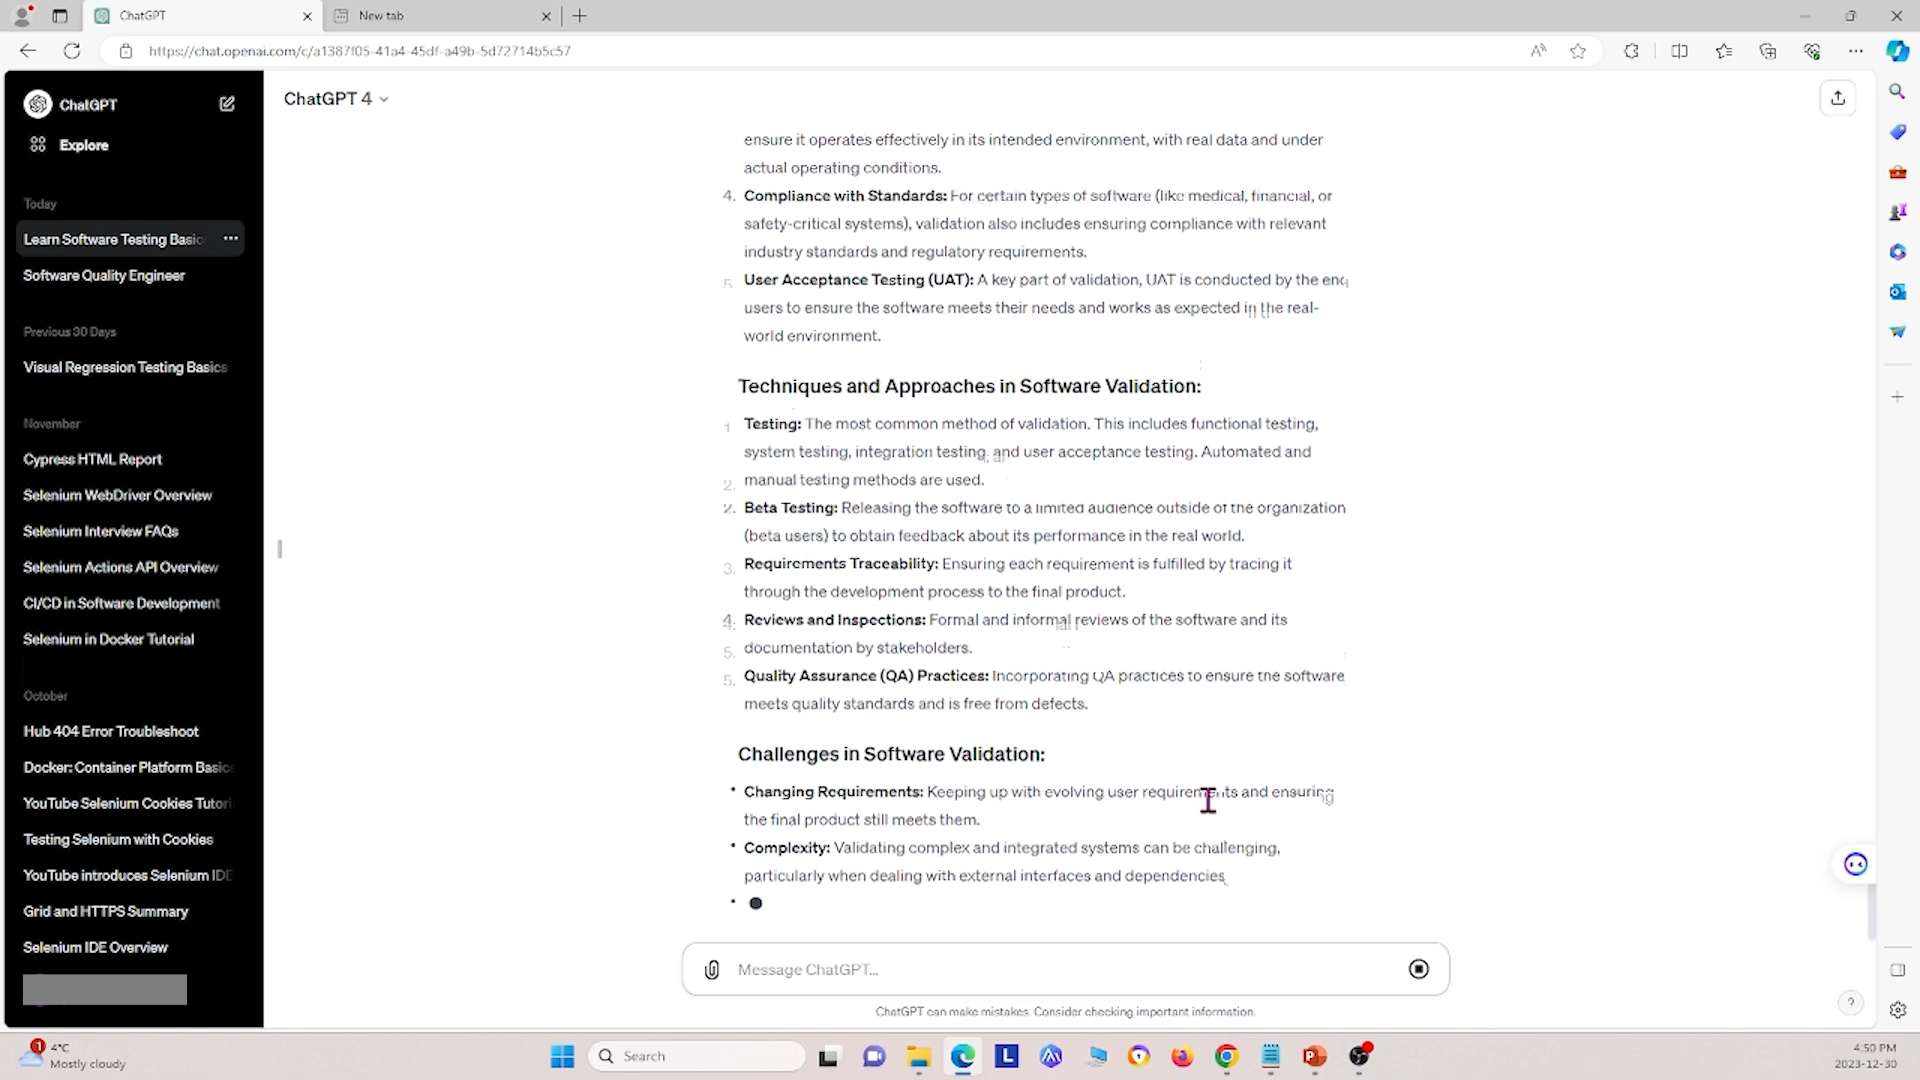 ChatGPT
New tab
https://chat.openai.com/c/a1387f05-41a4-45df-a49b-5d72714b5c57
ChatGPT
Explore
Today
Learn Software Testing Basic
Software Quality Engineer
Previous 30 Days
Visual Regression Testing Basics
November
Cypress HTML Report
Selenium WebDriver Overview
Selenium Interview FAQs
Selenium Actions API Overview
CI/CD in Software Development
Selenium in Docker Tutorial
October
Hub 404 Error Troubleshoot
Docker: Container Platform Basic
YouTube Selenium Cookies Tutori
Testing Selenium with Cookies
YouTube introduces Selenium IDE
Grid and HTTPS Summary
Selenium IDE Overview
ChatGPT 4
ensure it operates effectively in its intended environment, with real data and under
actual operating conditions.
4. Compliance with Standards: For certain types of software (like medical, financial, or
safety-critical systems), validation also includes ensuring compliance with relevant
industry standards and regulatory requirements.
5. User Acceptance Testing (UAT): A key part of validation, UAT is conducted by the end
users to ensure the software meets their needs and works as expected in the real-
world environment.
Techniques and Approaches in Software Validation:
1. Testing: The most common method of validation. This includes functional testing,
system testing, integration testing, and user acceptance testing. Automated and
manual testing methods are used.
2. Beta Testing: Releasing the software to a limited audience outside of the organization
(beta users) to obtain feedback about its performance in the real world.
3. Requirements Traceability: Ensuring each requirement is fulfilled by tracing it
through the development process to the final product.
4. Reviews and Inspections: Formal and informal reviews of the software and its
documentation by stakeholders.
5. Quality Assurance (QA) Practices: Incorporating QA practices to ensure the software
meets quality standards and is free from defects.
Challenges in Software Validation:
• Changing Requirements: Keeping up with evolving user requirements and ensuring
the final product still meets them.
• Complexity: Validating complex and integrated systems can be challenging,
particularly when dealing with external interfaces and dependencies.
Message ChatGPT...
ChatGPT can make mistakes. Consider checking important information.
?
1
4°C
Mostly cloudy
Search
L
4:50 PM
2023-12-30